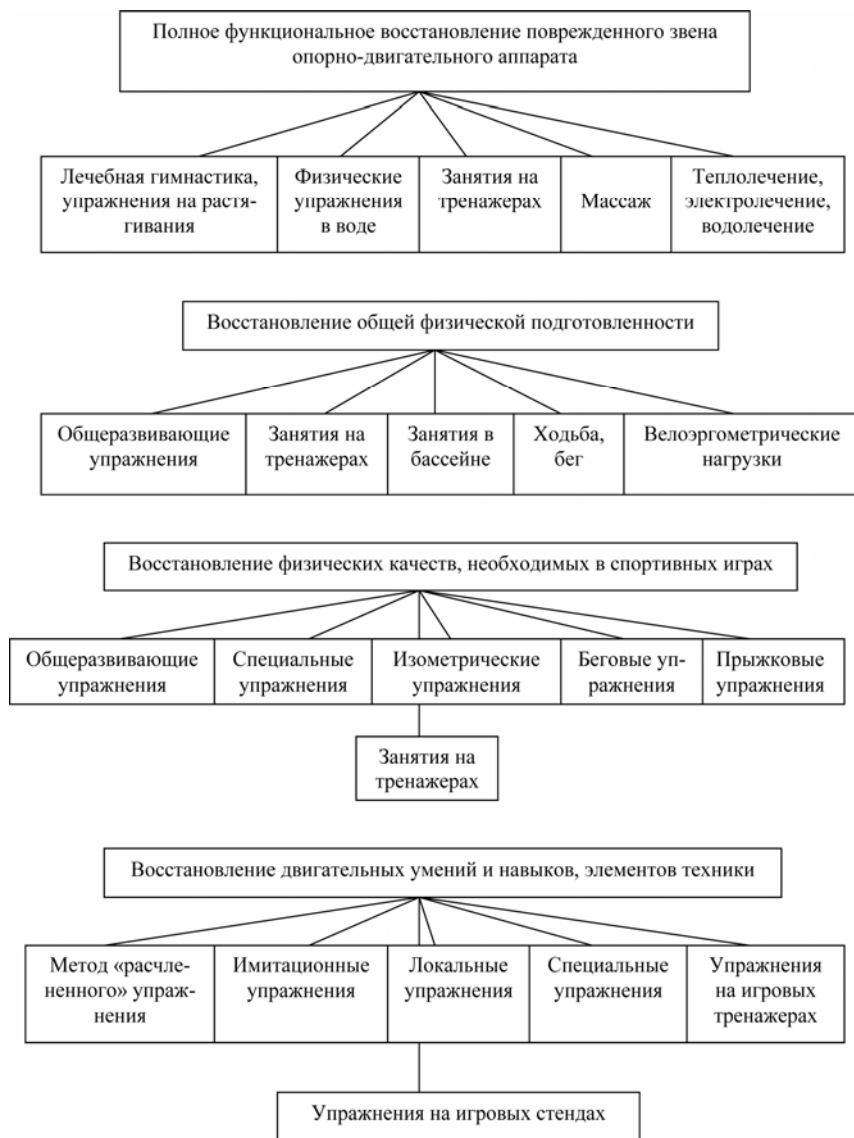 Полное функциональное восстановление поврежденного звена
опорно-двигательного аппарата
Лечебная гимнастика,
упражнения на растя-
гивания
Физические
упражнения
в воде
Занятия на
тренажерах
Массаж
Теплолечение,
электролечение,
водолечение
Восстановление общей физической подготовленности
Общеразвивающие
упражнения
Занятия на
тренажерах
Занятия в
бассейне
Ходьба,
бег
Велоэргометрические
нагрузки
Восстановление физических качеств, необходимых в спортивных играх
Общеразвивающие
упражнения
Специальные
упражнения
Изометрические
упражнения
Беговые уп-
ражнения
Прыжковые
упражнения
Занятия на
тренажерах
Восстановление двигательных умений и навыков, элементов техники
Метод «расчле-
ненного» упраж-
нения
Имитационные
упражнения
Локальные
упражнения
Специальные
упражнения
Упражнения
на игровых
тренажерах
Упражнения на игровых стендах